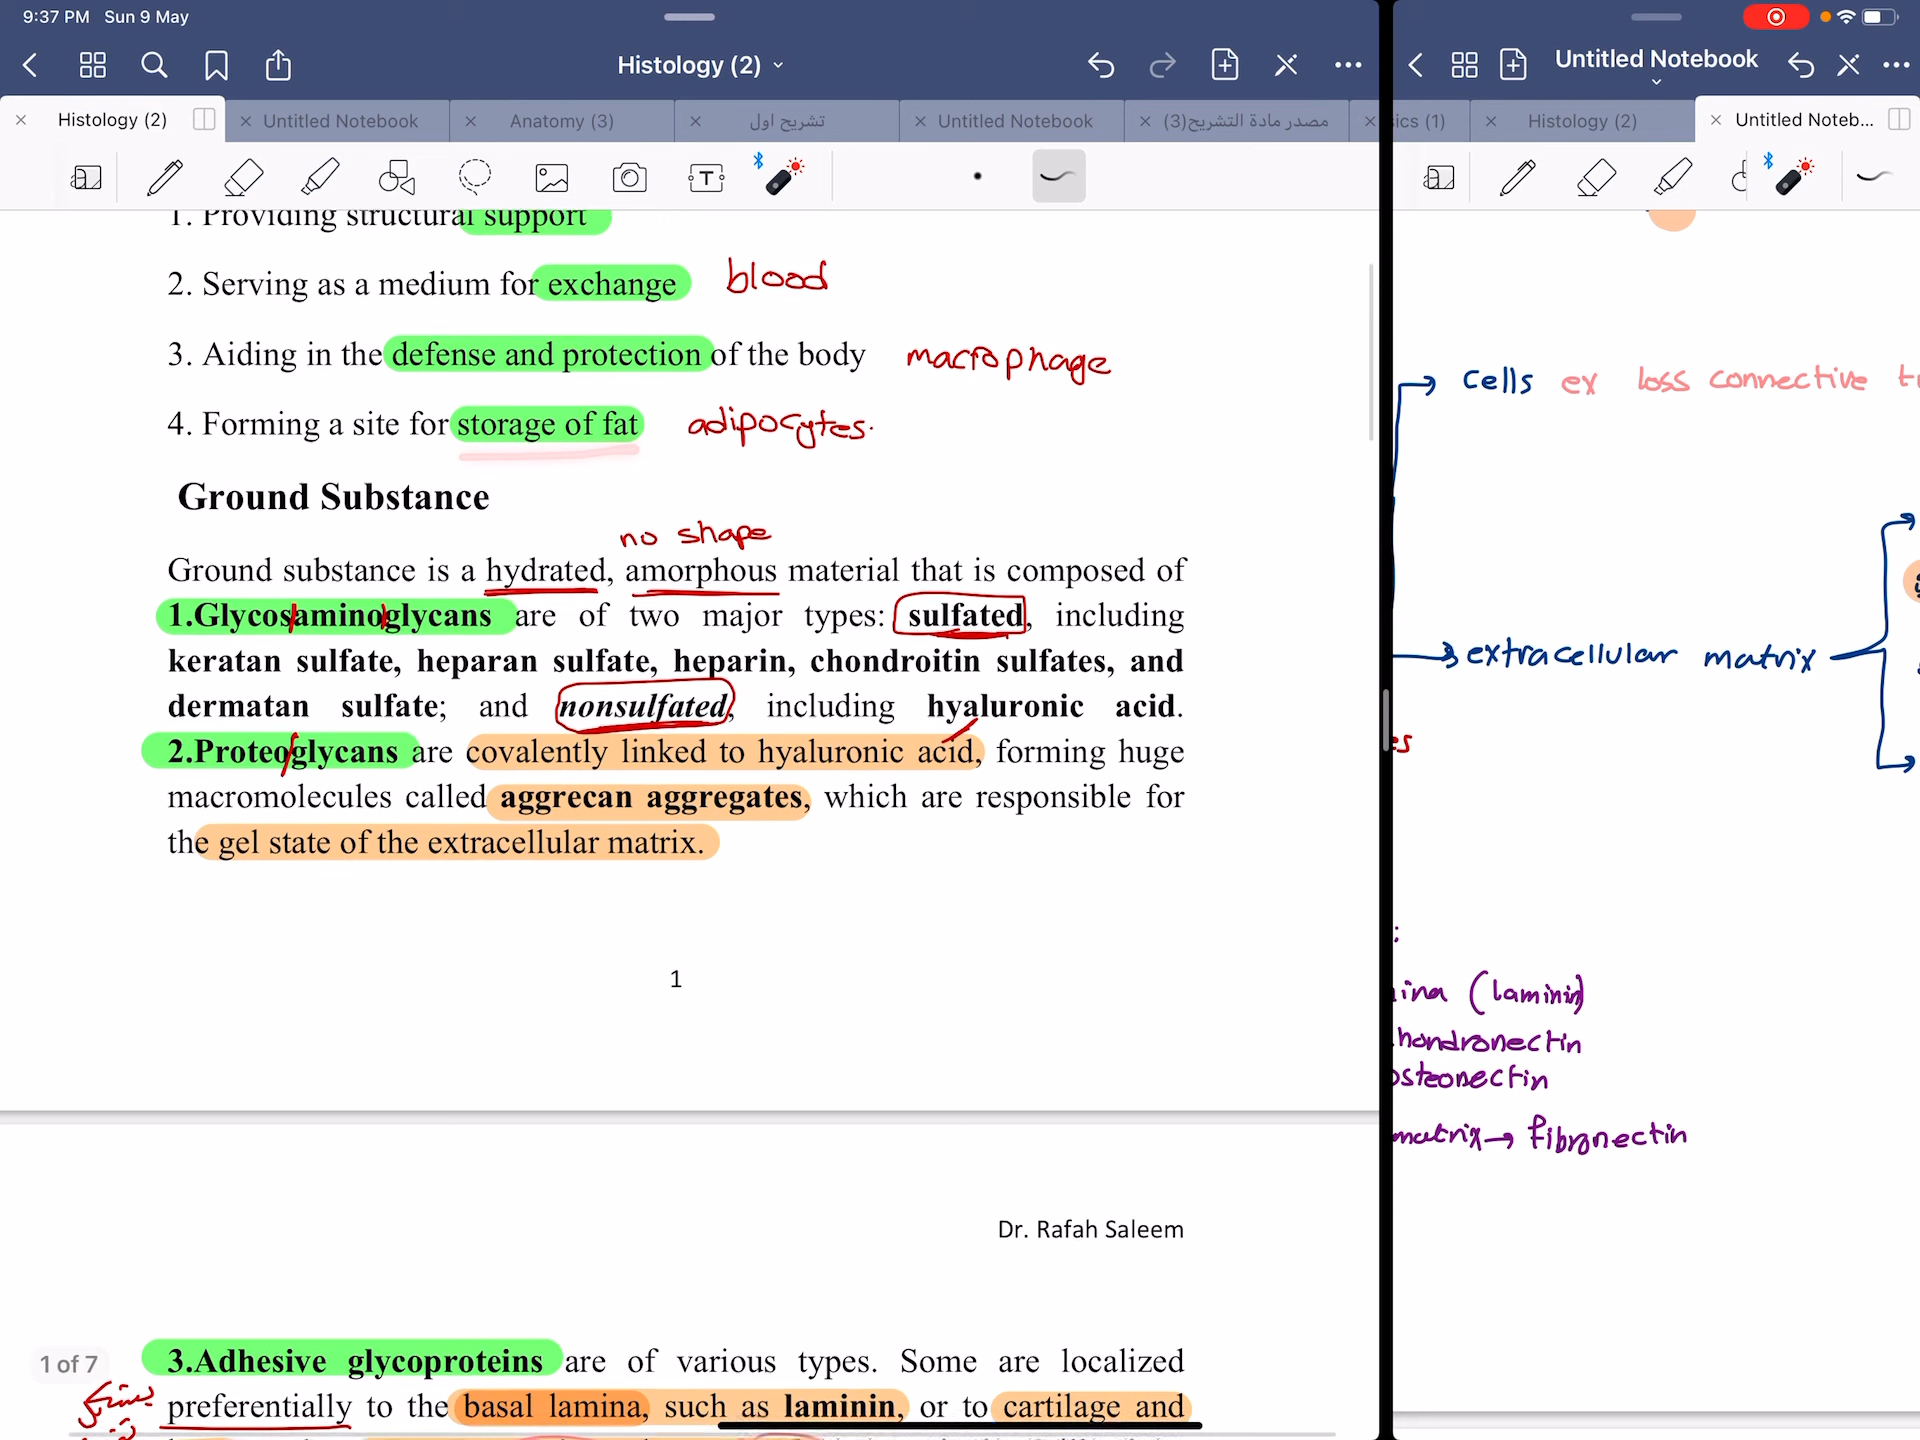 9:37 PM Sun 9 May
Histology (2)
Untitled Notebook
Histology (2)
Untitled Notebook
Anatomy (3)
تشريح اول
Untitled Notebook
مصدر مادة التشريح(3)
ics (1)
Histology (2)
Untitled Noteb...
1. Providing structural support
2. Serving as a medium for exchange blood
3. Aiding in the defense and protection of the body macrophage
4. Forming a site for storage of fat adipocytes.
Ground Substance
no shape
Ground substance is a hydrated, amorphous material that is composed of
1.Glycosaminoglycans are of two major types: sulfated, including
keratan sulfate, heparan sulfate, heparin, chondroitin sulfates, and
dermatan sulfate; and nonsulfated, including hyaluronic acid.
2.Proteoglycans are covalently linked to hyaluronic acid, forming huge
macromolecules called aggrecan aggregates, which are responsible for
the gel state of the extracellular matrix.
1
Dr. Rafah Saleem
1 of 7
3.Adhesive glycoproteins are of various types. Some are localized
preferentially to the basal lamina, such as laminin, or to cartilage and
cells ex loss connective
extracellular matrix
es
:
ina (laminin)
hondronectin
osteonectin
matrix → fibronectin